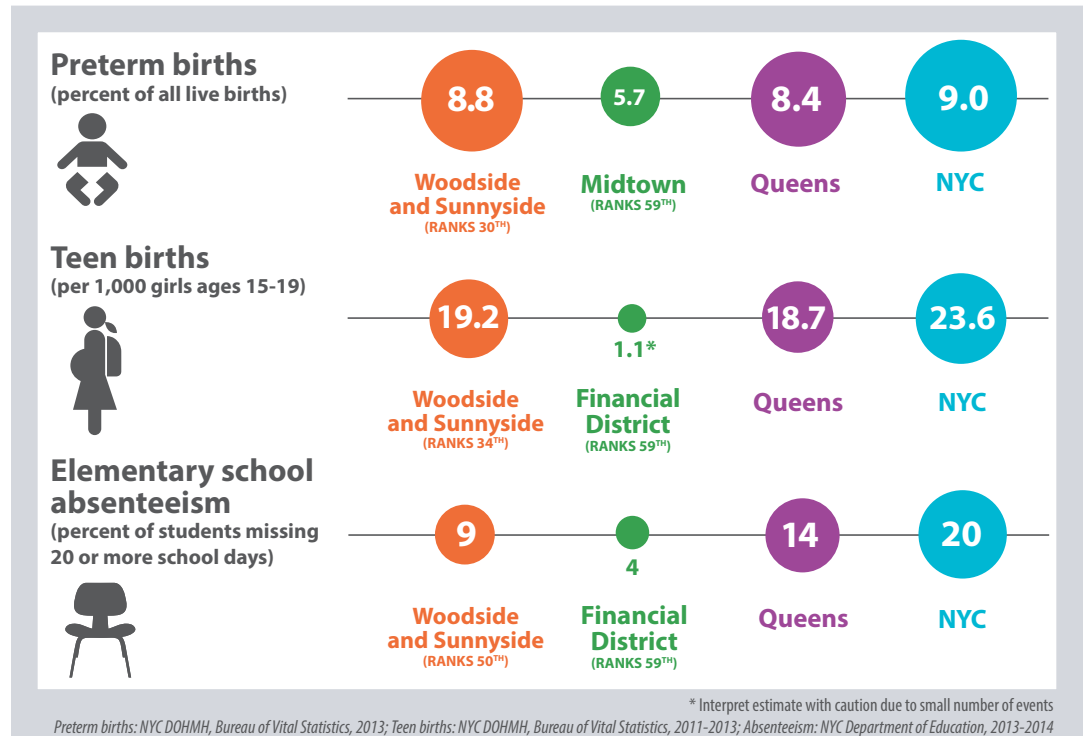 Preterm births
(percent of all live births)
8.8
5.7
8.4
9.0
Woodside
and Sunnyside
(RANKS 30TH)
Midtown
(RANKS 59TH)
Queens
NYC
Teen births
(per 1,000 girls ages 15-19)
19.2
1.1*
18.7
23.6
Woodside
and Sunnyside
(RANKS 34TH)
Financial
District
(RANKS 59TH)
Queens
NYC
Elementary school
absenteeism
(percent of students missing
20 or more school days)
9
4
14
20
Woodside
and Sunnyside
(RANKS 50TH)
Financial
District
(RANKS 59TH)
Queens
NYC
* Interpret estimate with caution due to small number of events
Preterm births: NYC DOHMH, Bureau of Vital Statistics, 2013; Teen births: NYC DOHMH, Bureau of Vital Statistics, 2011-2013; Absenteeism: NYC Department of Education, 2013-2014